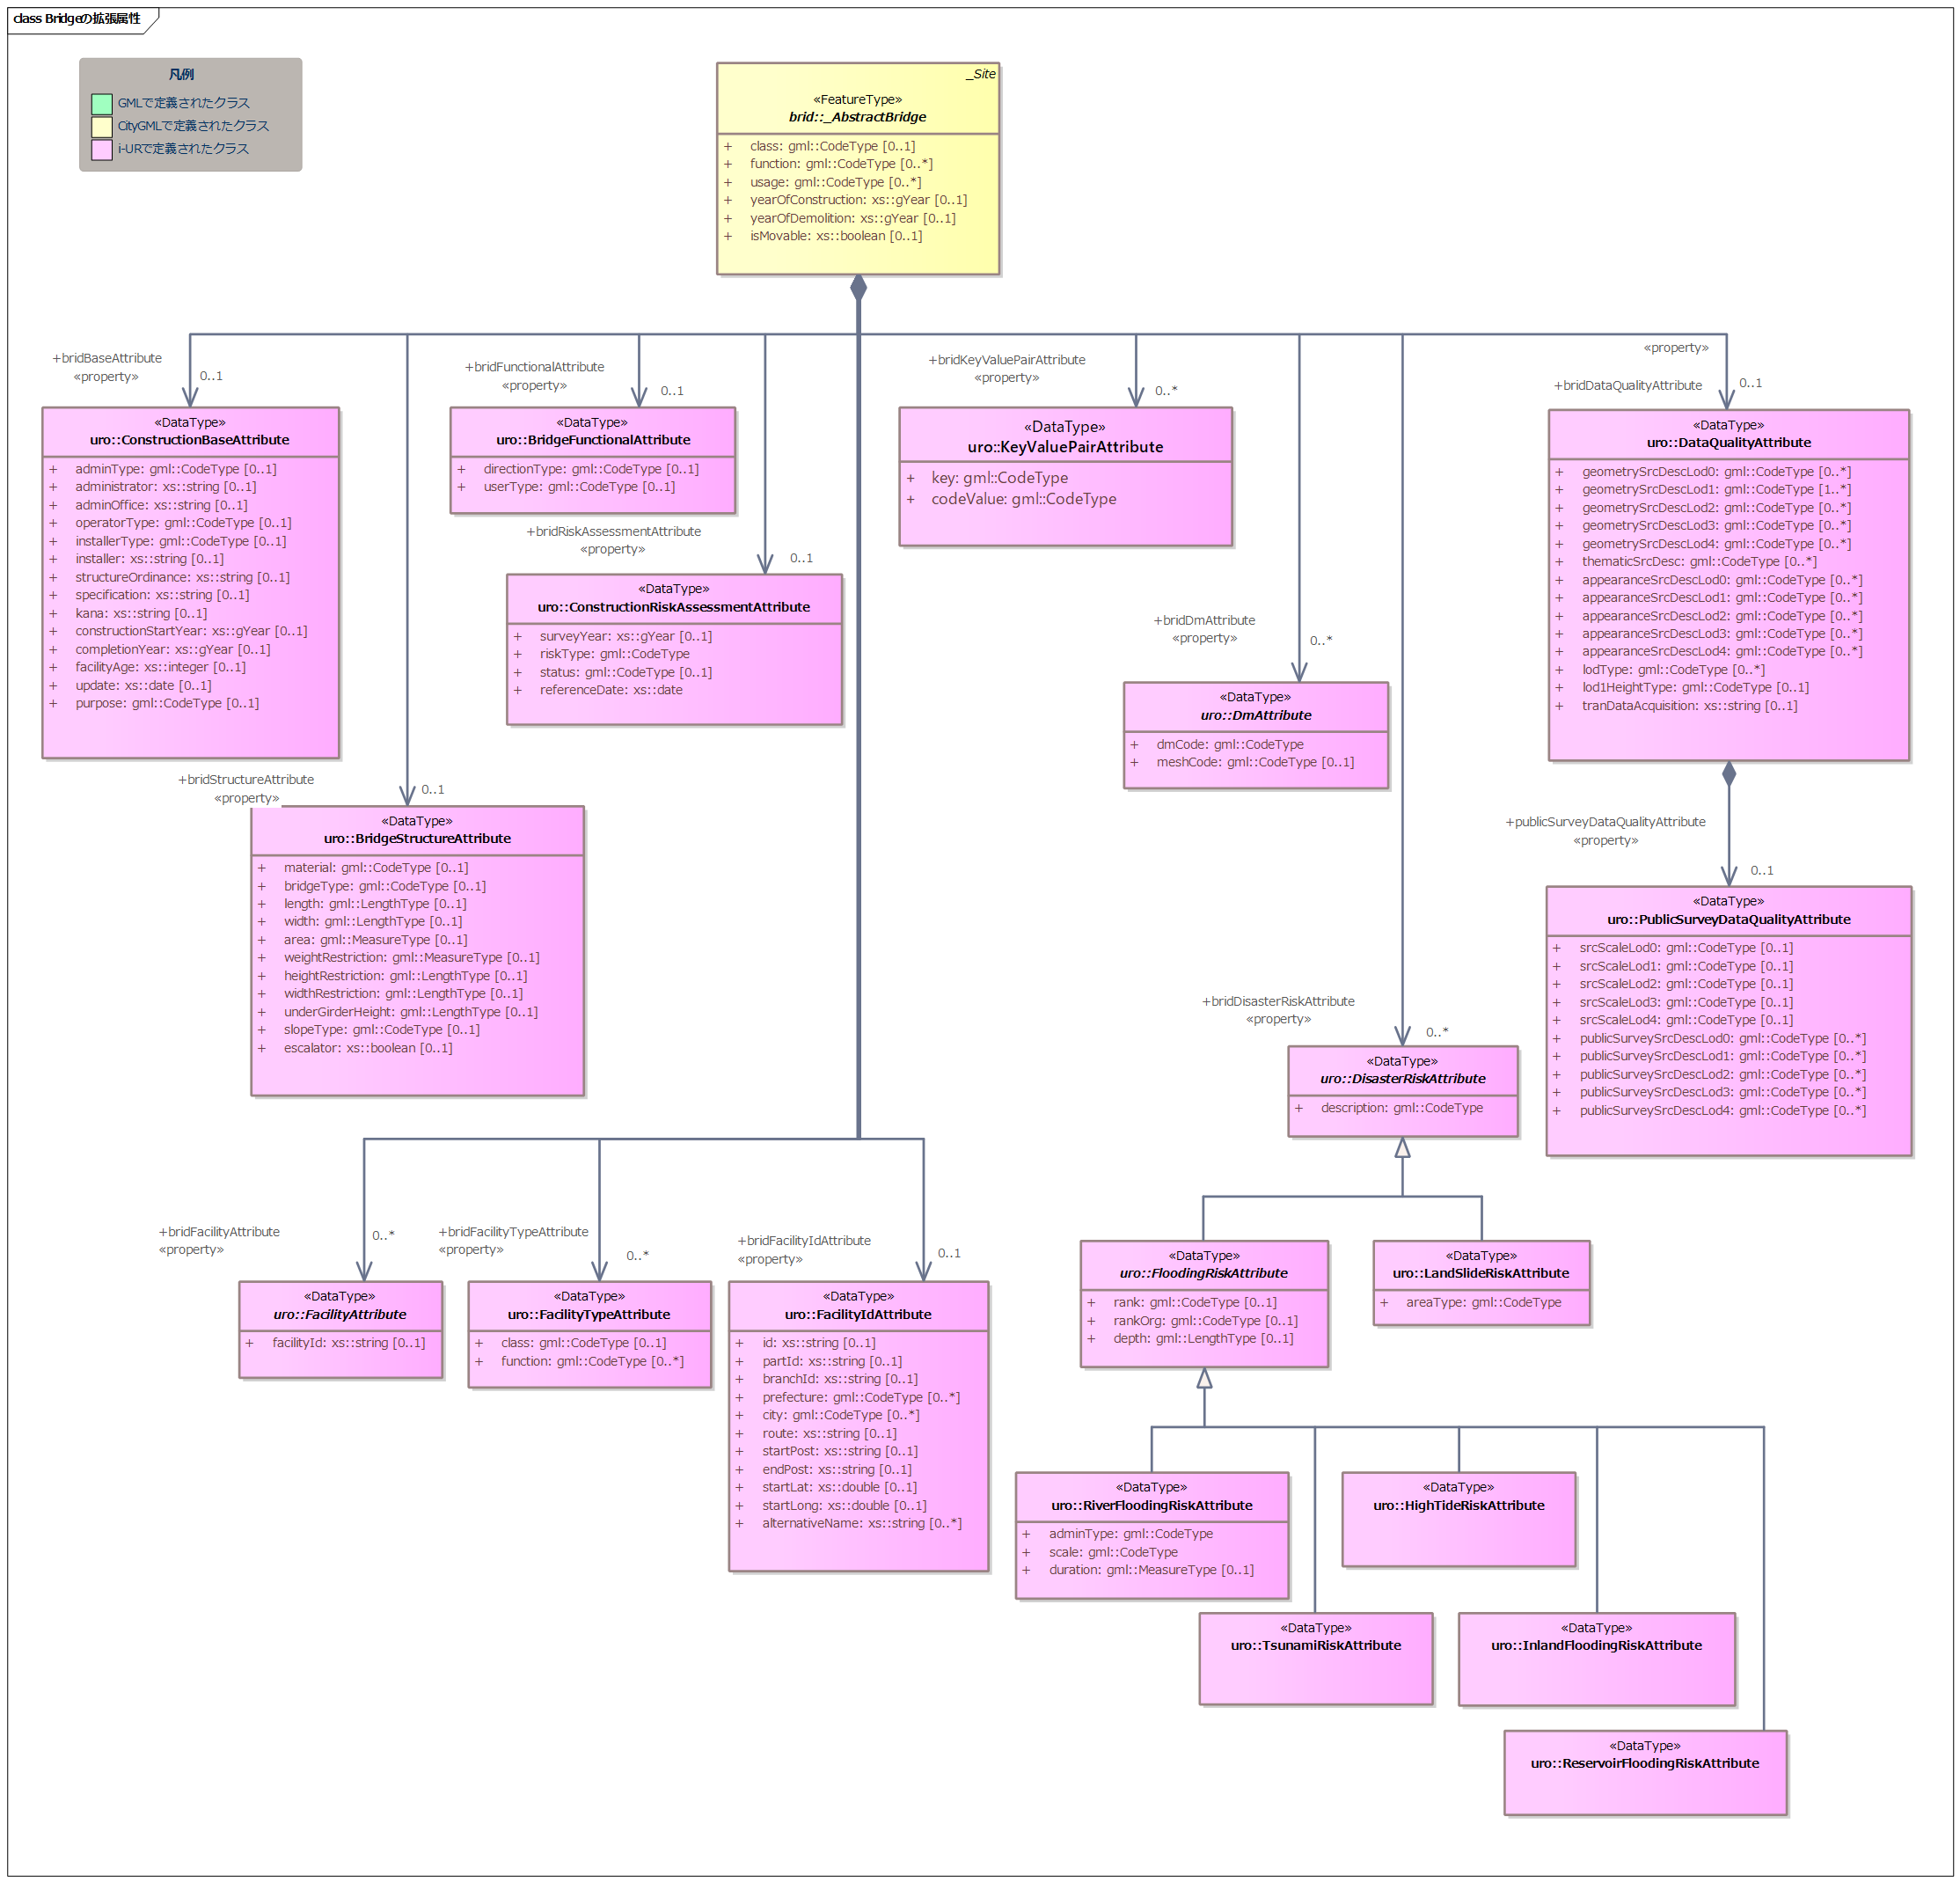 class Bridgeの拡張属性
凡例
GMLで定義されたクラス
CityGMLで定義されたクラス
i-URで定義されたクラス
_Site
«FeatureType»
brid::_AbstractBridge
+ class: gml::CodeType [0..1]
+ function: gml::CodeType [0..*]
+ usage: gml::CodeType [0..*]
+ yearOfConstruction: xs::gYear [0..1]
+ yearOfDemolition: xs::gYear [0..1]
+ isMovable: xs::boolean [0..1]
+bridBaseAttribute
«property»
0..1
«DataType»
uro::ConstructionBaseAttribute
+ adminType: gml::CodeType [0..1]
+ administrator: xs::string [0..1]
+ adminOffice: xs::string [0..1]
+ operatorType: gml::CodeType [0..1]
+ installerType: gml::CodeType [0..1]
+ installer: xs::string [0..1]
+ structureOrdinance: xs::string [0..1]
+ specification: xs::string [0..1]
+ kana: xs::string [0..1]
+ constructionStartYear: xs::gYear [0..1]
+ completionYear: xs::gYear [0..1]
+ facilityAge: xs::integer [0..1]
+ update: xs::date [0..1]
+ purpose: gml::CodeType [0..1]
+bridFunctionalAttribute
«property»
0..1
«DataType»
uro::BridgeFunctionalAttribute
+ directionType: gml::CodeType [0..1]
+ userType: gml::CodeType [0..1]
+bridRiskAssessmentAttribute
«property»
0..1
«DataType»
uro::ConstructionRiskAssessmentAttribute
+ surveyYear: xs::gYear [0..1]
+ riskType: gml::CodeType
+ status: gml::CodeType [0..1]
+ referenceDate: xs::date
+bridKeyValuePairAttribute
«property»
0..*
«DataType»
uro::KeyValuePairAttribute
+ key: gml::CodeType
+ codeValue: gml::CodeType
+bridDmAttribute
«property»
0..*
«DataType»
uro::DmAttribute
+ dmCode: gml::CodeType
+ meshCode: gml::CodeType [0..1]
«property»
+bridDataQualityAttribute
0..1
«DataType»
uro::DataQualityAttribute
+ geometrySrcDescLod0: gml::CodeType [0..*]
+ geometrySrcDescLod1: gml::CodeType [1..*]
+ geometrySrcDescLod2: gml::CodeType [0..*]
+ geometrySrcDescLod3: gml::CodeType [0..*]
+ geometrySrcDescLod4: gml::CodeType [0..*]
+ thematicSrcDesc: gml::CodeType [0..*]
+ appearanceSrcDescLod0: gml::CodeType [0..*]
+ appearanceSrcDescLod1: gml::CodeType [0..*]
+ appearanceSrcDescLod2: gml::CodeType [0..*]
+ appearanceSrcDescLod3: gml::CodeType [0..*]
+ appearanceSrcDescLod4: gml::CodeType [0..*]
+ lodType: gml::CodeType [0..*]
+ lod1HeightType: gml::CodeType [0..1]
+ tranDataAcquisition: xs::string [0..1]
+publicSurveyDataQualityAttribute
«property»
0..1
«DataType»
uro::PublicSurveyDataQualityAttribute
+ srcScaleLod0: gml::CodeType [0..1]
+ srcScaleLod1: gml::CodeType [0..1]
+ srcScaleLod2: gml::CodeType [0..1]
+ srcScaleLod3: gml::CodeType [0..1]
+ srcScaleLod4: gml::CodeType [0..1]
+ publicSurveySrcDescLod0: gml::CodeType [0..*]
+ publicSurveySrcDescLod1: gml::CodeType [0..*]
+ publicSurveySrcDescLod2: gml::CodeType [0..*]
+ publicSurveySrcDescLod3: gml::CodeType [0..*]
+ publicSurveySrcDescLod4: gml::CodeType [0..*]
+bridStructureAttribute
«property»
0..1
«DataType»
uro::BridgeStructureAttribute
+ material: gml::CodeType [0..1]
+ bridgeType: gml::CodeType [0..1]
+ length: gml::LengthType [0..1]
+ width: gml::LengthType [0..1]
+ area: gml::MeasureType [0..1]
+ weightRestriction: gml::MeasureType [0..1]
+ heightRestriction: gml::LengthType [0..1]
+ widthRestriction: gml::LengthType [0..1]
+ underGirderHeight: gml::LengthType [0..1]
+ slopeType: gml::CodeType [0..1]
+ escalator: xs::boolean [0..1]
+bridDisasterRiskAttribute
«property»
0..*
«DataType»
uro::DisasterRiskAttribute
+ description: gml::CodeType
+bridFacilityAttribute
«property»
0..*
«DataType»
uro::FacilityAttribute
+ facilityId: xs::string [0..1]
+bridFacilityTypeAttribute
«property»
0..*
«DataType»
uro::FacilityTypeAttribute
+ class: gml::CodeType [0..1]
+ function: gml::CodeType [0..*]
+bridFacilityIdAttribute
«property»
0..1
«DataType»
uro::FacilityIdAttribute
+ id: xs::string [0..1]
+ partId: xs::string [0..1]
+ branchId: xs::string [0..1]
+ prefecture: gml::CodeType [0..*]
+ city: gml::CodeType [0..*]
+ route: xs::string [0..1]
+ startPost: xs::string [0..1]
+ endPost: xs::string [0..1]
+ startLat: xs::double [0..1]
+ startLong: xs::double [0..1]
+ alternativeName: xs::string [0..*]
«DataType»
uro::FloodingRiskAttribute
+ rank: gml::CodeType [0..1]
+ rankOrg: gml::CodeType [0..1]
+ depth: gml::LengthType [0..1]
«DataType»
uro::LandSlideRiskAttribute
+ areaType: gml::CodeType
«DataType»
uro::RiverFloodingRiskAttribute
+ adminType: gml::CodeType
+ scale: gml::CodeType
+ duration: gml::MeasureType [0..1]
«DataType»
uro::HighTideRiskAttribute
«DataType»
uro::TsunamiRiskAttribute
«DataType»
uro::InlandFloodingRiskAttribute
«DataType»
uro::ReservoirFloodingRiskAttribute